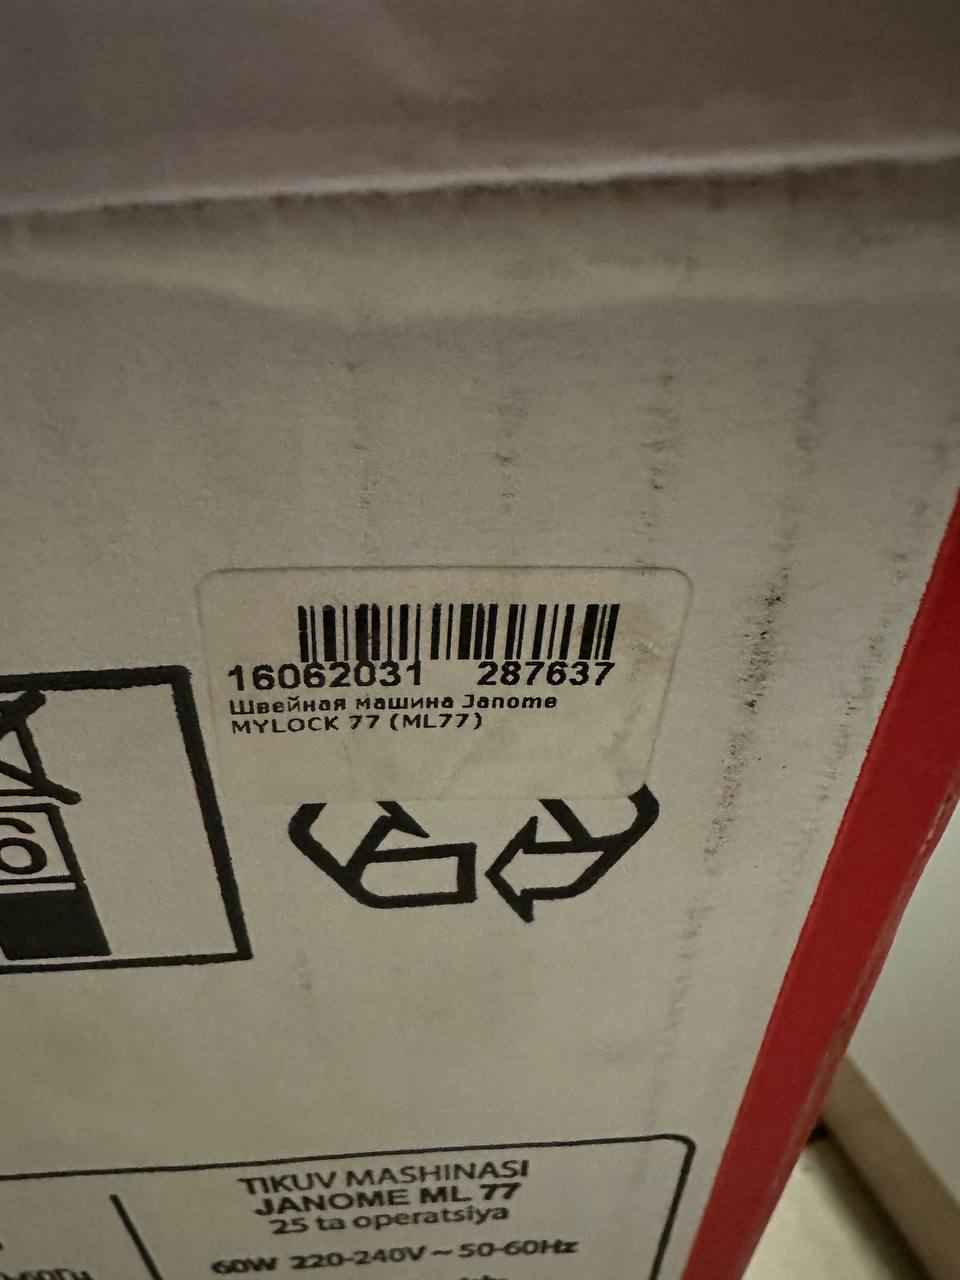 16062031 287637
Швейная машина Janome
MYLOCK 77 (ML77)
6
TIKUV MASHINASI
JANOME ML 77
25 ta operatsiya
60W 220-240V ~ 50-60Hz